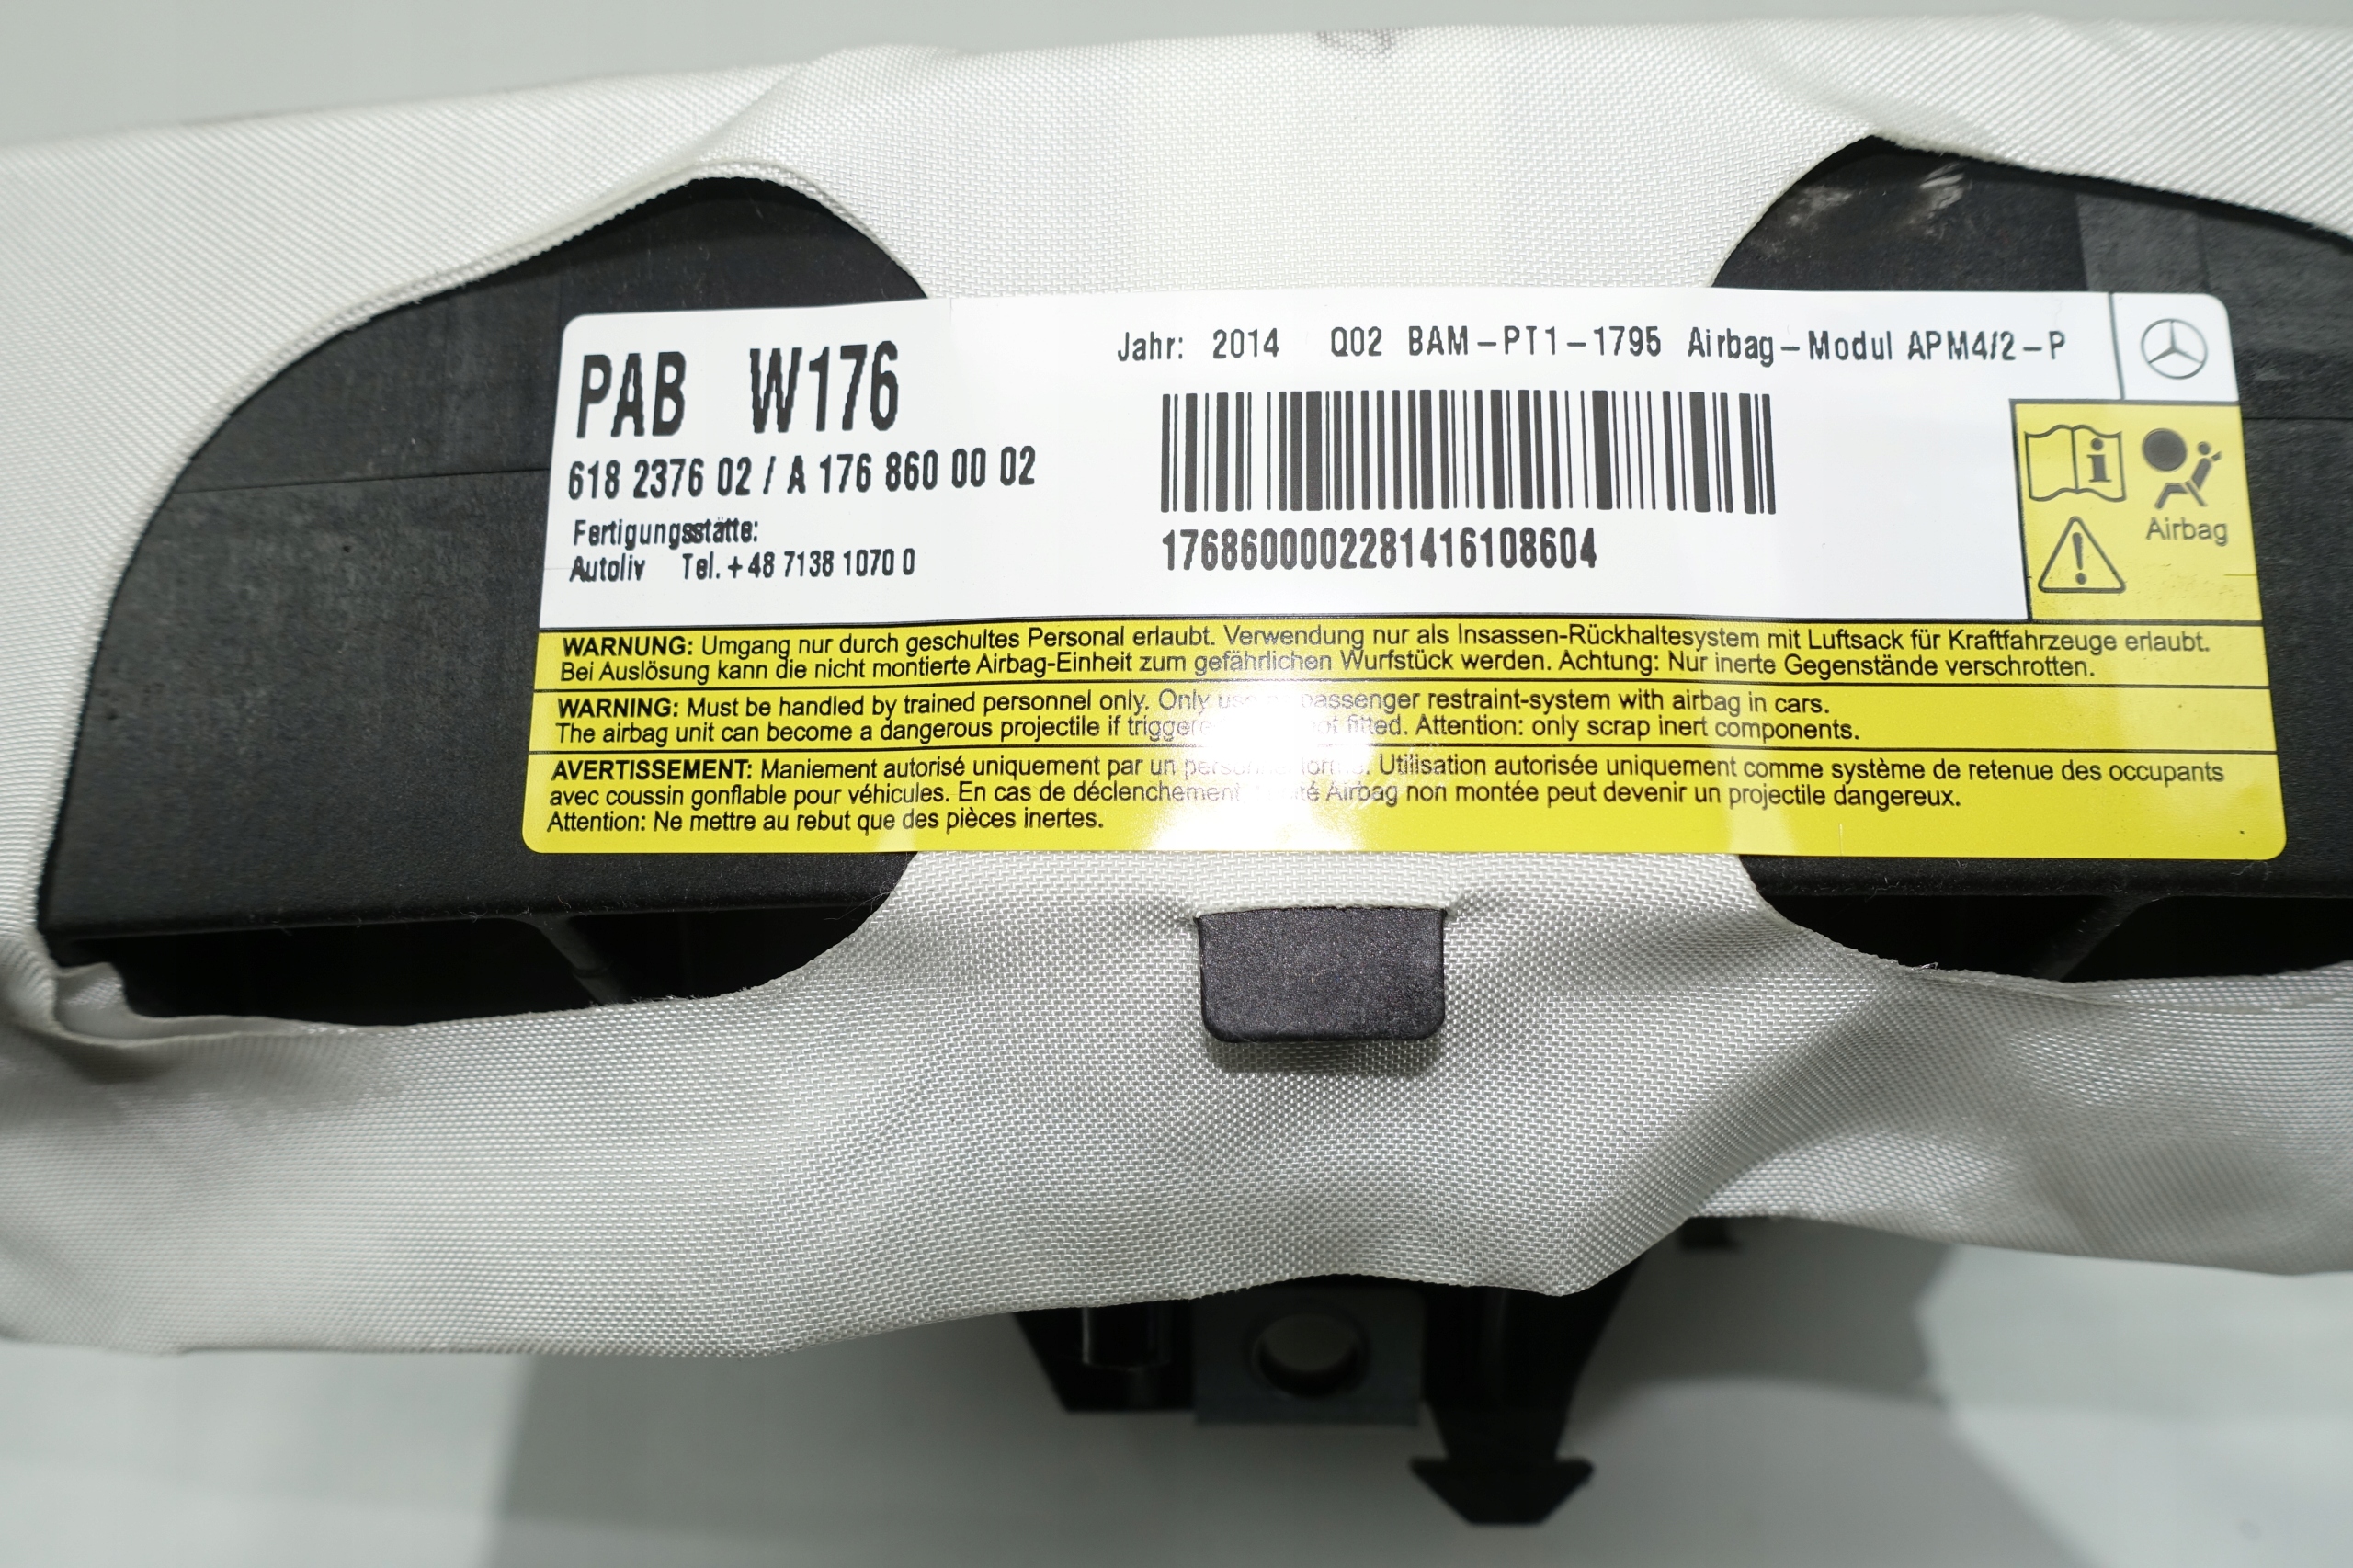 PAB W176
618 2376 02 / A 176 860 00 02
Fertigungsstätte:
Autoliv Tel. +48 7138 1070 0
Jahr: 2014 Q02 BAM-PT1-1795 Airbag-Modul APM4/2-P
1768600002281416108604
Airbag
WARNUNG: Umgang nur durch geschultes Personal erlaubt. Verwendung nur als Insassen-Rückhaltesystem mit Luftsack für Kraftfahrzeuge erlaubt.
Bei Auslösung kann die nicht montierte Airbag-Einheit zum gefährlichen Wurfstück werden. Achtung: Nur inerte Gegenstände verschrotten.
WARNING: Must be handled by trained personnel only. Only passenger restraint-system with airbag in cars.
The airbag unit can become a dangerous projectile if fitted. Attention: only scrap inert components.
AVERTISSEMENT: Maniement autorisé uniquement par un Utilisation autorisée uniquement comme système de retenue des occupants
avec coussin gonflable pour véhicules. En cas de déclenchement Airbag non montée peut devenir un projectile dangereux.
Attention: Ne mettre au rebut que des pièces inertes.